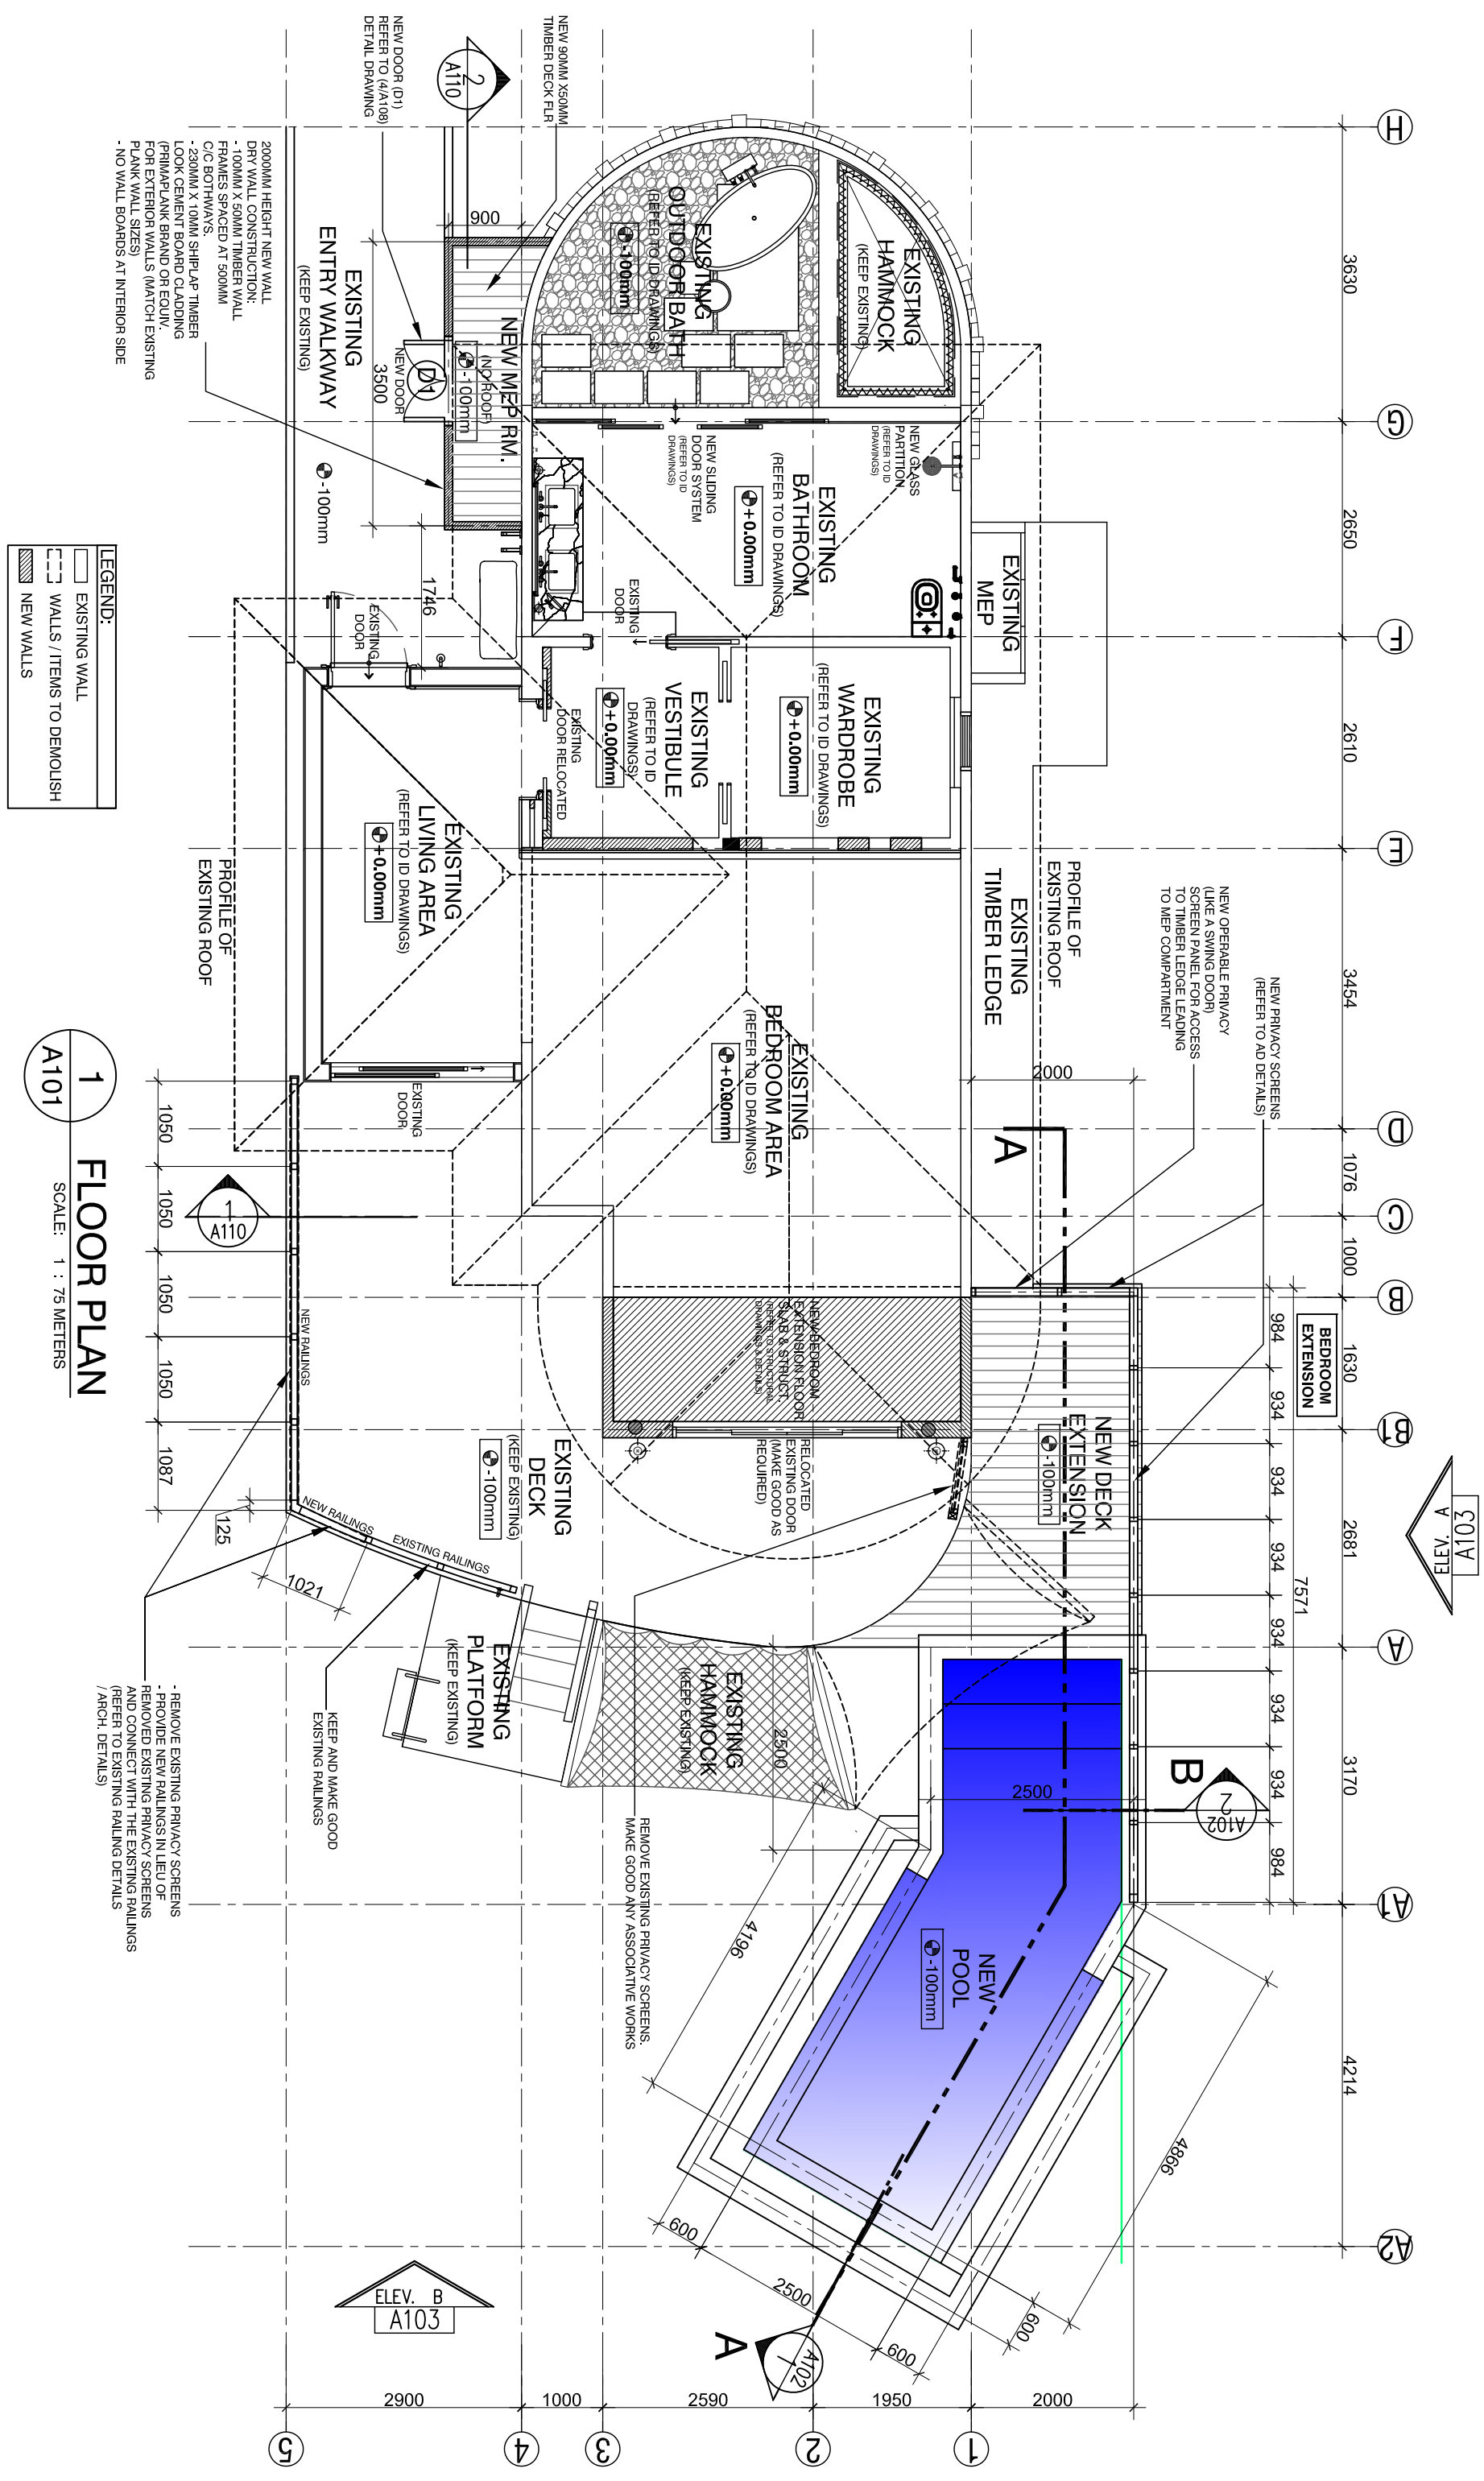 H
G
F
E
D
C
B
B1
A
A1
A2
3630
2650
2610
3454
1076
1000
1630
2681
3170
4214
BEDROOM
EXTENSION
984
934
934
934
934
934
934
984
7571
A103
ELEV. A
NEW PRIVACY SCREENS
(REFER TO AD DETAILS)
NEW OPERABLE PRIVACY
(LIKE A SWING DOOR)
SCREEN PANEL FOR ACCESS
TO TIMBER LEDGE LEADING
TO MEP COMPARTMENT
PROFILE OF
EXISTING ROOF
EXISTING
TIMBER LEDGE
2000
A
B
2
A102
2500
NEW DECK
EXTENSION
-100mm
EXISTING
MEP
EXISTING
HAMMOCK
(KEEP EXISTING)
EXISTING
OUTDOOR BATH
(REFER TO ID DRAWINGS)
-100mm
NEW GLASS
PARTITION
(REFER TO ID
DRAWINGS)
EXISTING
BATHROOM
(REFER TO ID DRAWINGS)
+0.00mm
NEW SLIDING
DOOR SYSTEM
(REFER TO ID
DRAWINGS)
EXISTING
WARDROBE
(REFER TO ID DRAWINGS)
+0.00mm
EXISTING
VESTIBULE
(REFER TO ID
DRAWINGS)
+0.00mm
EXISTING
DOOR
EXISTING
DOOR RELOCATED
EXISTING
BEDROOM AREA
(REFER TO ID DRAWINGS)
+0.00mm
NEW BEDROOM
EXTENSION FLOOR
SLAB & STRUCT.
(REFER TO STRUCTURAL
DRAWINGS & DETAILS)
RELOCATED
EXISTING DOOR
(MAKE GOOD AS
REQUIRED)
NEW
POOL
-100mm
4866
4196
600
2500
600
600
A
1
A102
2500
EXISTING
HAMMOCK
(KEEP EXISTING)
REMOVE EXISTING PRIVACY SCREENS.
MAKE GOOD ANY ASSOCIATIVE WORKS
EXISTING
DECK
(KEEP EXISTING)
-100mm
EXISTING
PLATFORM
(KEEP EXISTING)
KEEP AND MAKE GOOD
EXISTING RAILINGS
NEW 90MM X50MM
TIMBER DECK FLR
2
A110
NEW DOOR (D1)
REFER TO (4/A108)
DETAIL DRAWING
900
NEW MEP RM.
(NO ROOF)
-100mm
D1
NEW DOOR
3500
1746
EXISTING
ENTRY WALKWAY
(KEEP EXISTING)
-100mm
EXISTING
DOOR
EXISTING
LIVING AREA
(REFER TO ID DRAWINGS)
+0.00mm
EXISTING
DOOR
PROFILE OF
EXISTING ROOF
2000MM HEIGHT NEW WALL
DRY WALL CONSTRUCTION:
- 100MM X 50MM TIMBER WALL
FRAMES SPACED AT 500MM
C/C BOTHWAYS.
- 230MM X 10MM SHIPLAP TIMBER
LOOK CEMENT BOARD CLADDING
(PRIMAPLANK BRAND OR EQUIV.
FOR EXTERIOR WALLS (MATCH EXISTING
PLANK WALL SIZES)
- NO WALL BOARDS AT INTERIOR SIDE
NEW RAILINGS
NEW RAILINGS
EXISTING RAILINGS
1
A110
1050
1050
1050
1050
1087
125
1021
- REMOVE EXISTING PRIVACY SCREENS
- PROVIDE NEW RAILINGS IN LIEU OF
REMOVED EXISTING PRIVACY SCREENS
AND CONNECT WITH THE EXISTING RAILINGS
(REFER TO EXISTING RAILING DETAILS
/ ARCH. DETAILS)
ELEV. B
A103
2900
1000
2590
1950
2000
5
4
3
2
1
LEGEND:
EXISTING WALL
WALLS / ITEMS TO DEMOLISH
NEW WALLS
1
A101
FLOOR PLAN
SCALE: 1 : 75 METERS